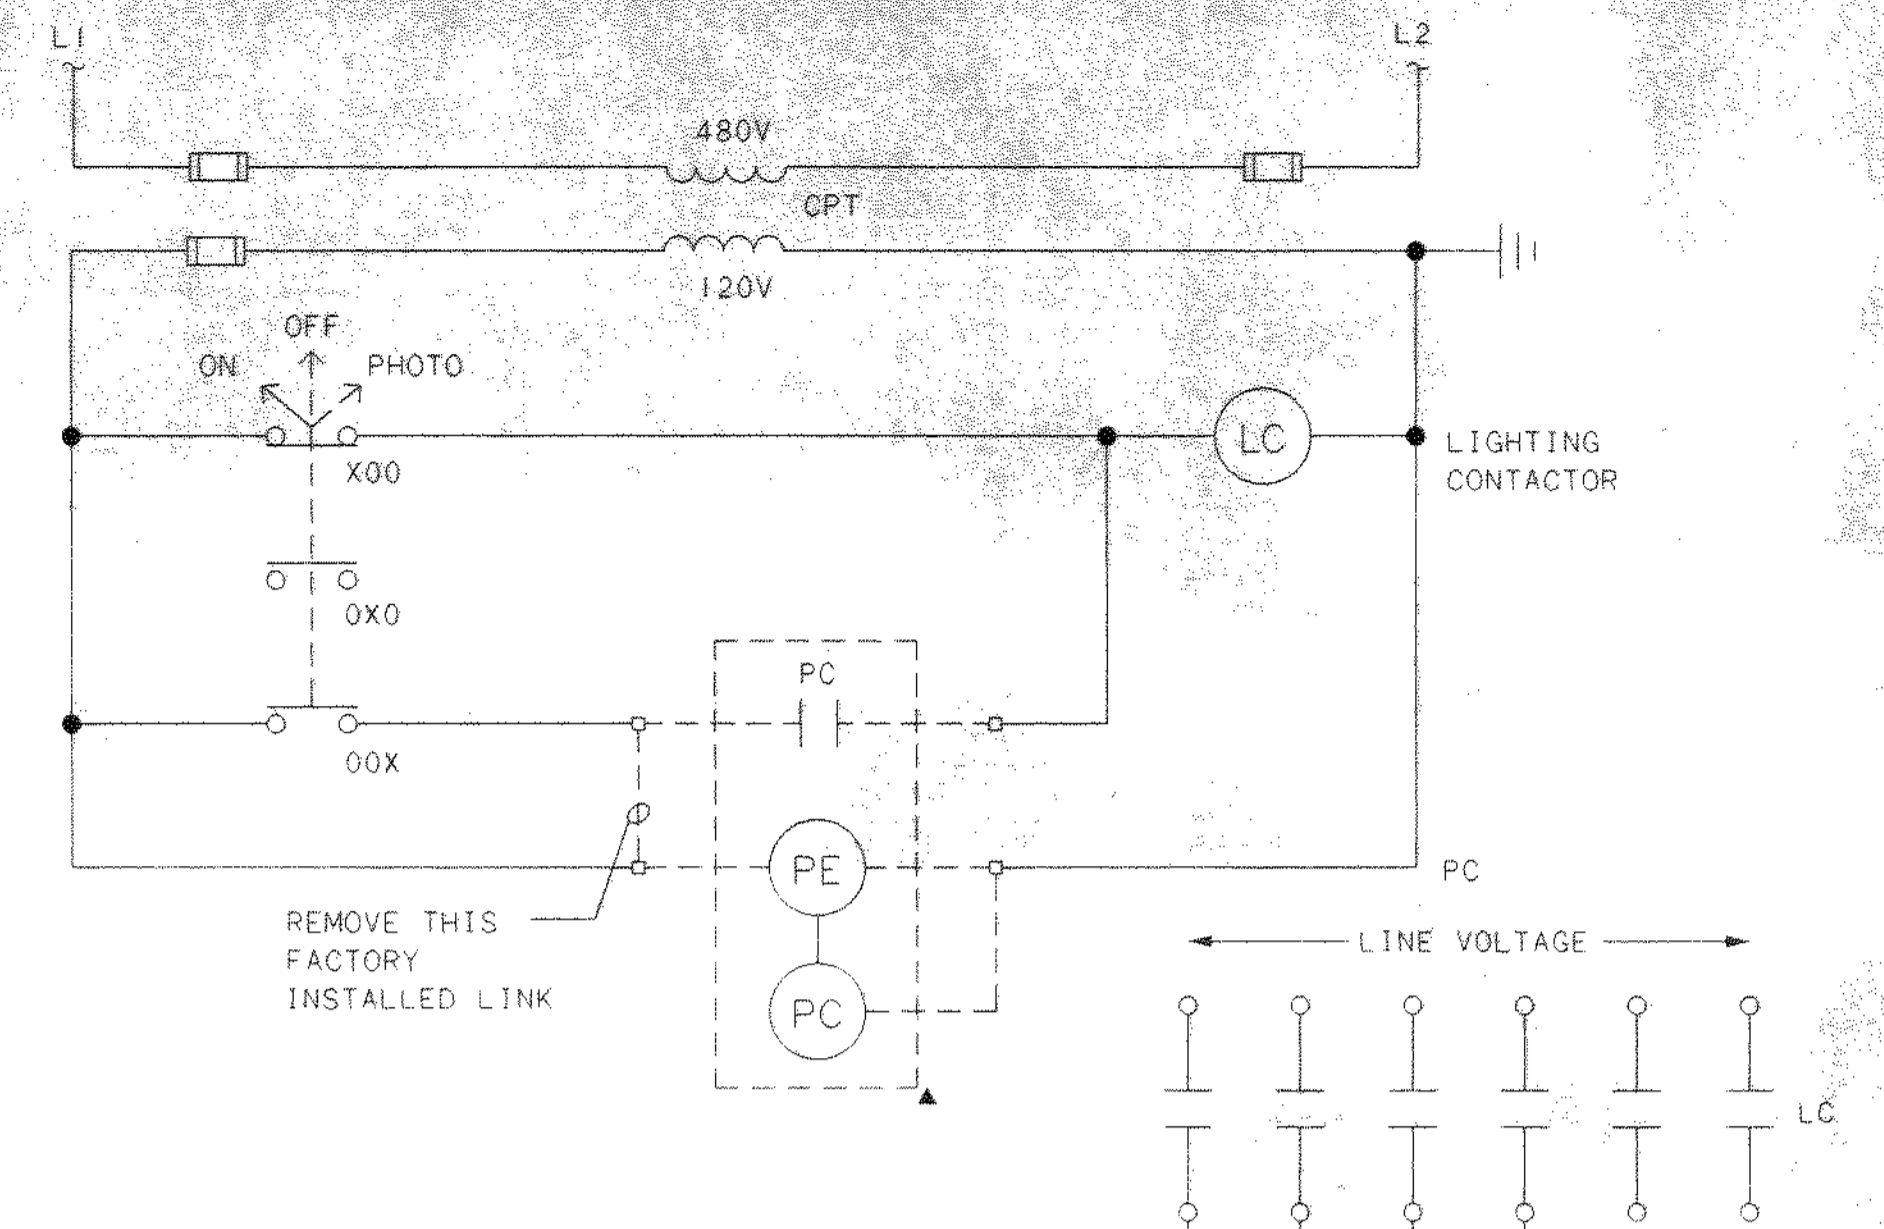 L1
L2
480V
CPT
120V
OFF
ON
PHOTO
X00
LC
LIGHTING
CONTACTOR
0X0
PC
00X
PE
PC
REMOVE THIS
FACTORY
INSTALLED LINK
LINE VOLTAGE
PC
LC